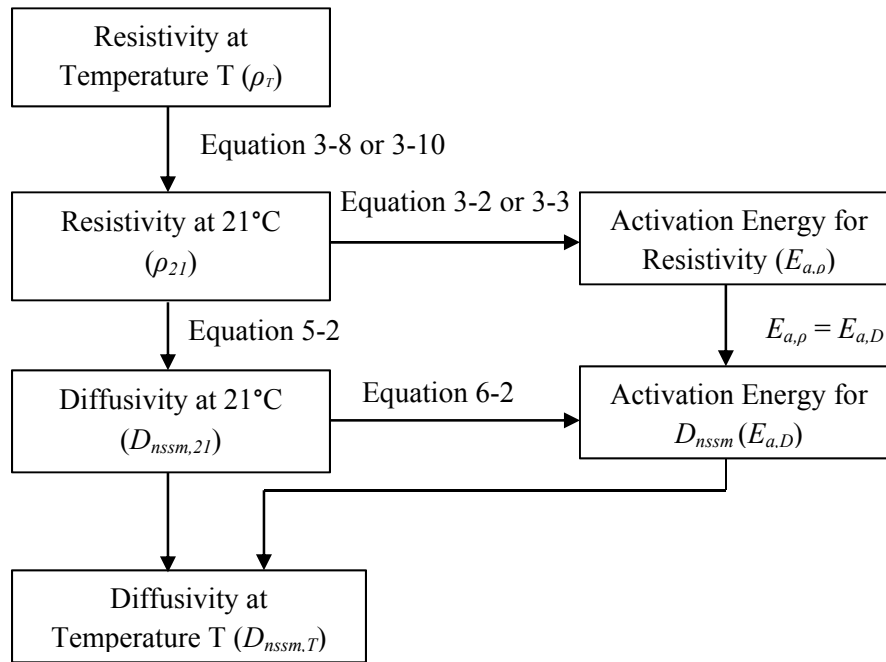 Resistivity at
Temperature T (ρT)
Equation 3-8 or 3-10
Resistivity at 21°C
(ρ21)
Equation 3-2 or 3-3
Activation Energy for
Resistivity (Ea,ρ)
Equation 5-2
Ea,ρ = Ea,D
Diffusivity at 21°C
(Dnssm,21)
Equation 6-2
Activation Energy for
Dnssm (Ea,D)
Diffusivity at
Temperature T (Dnssm,T)